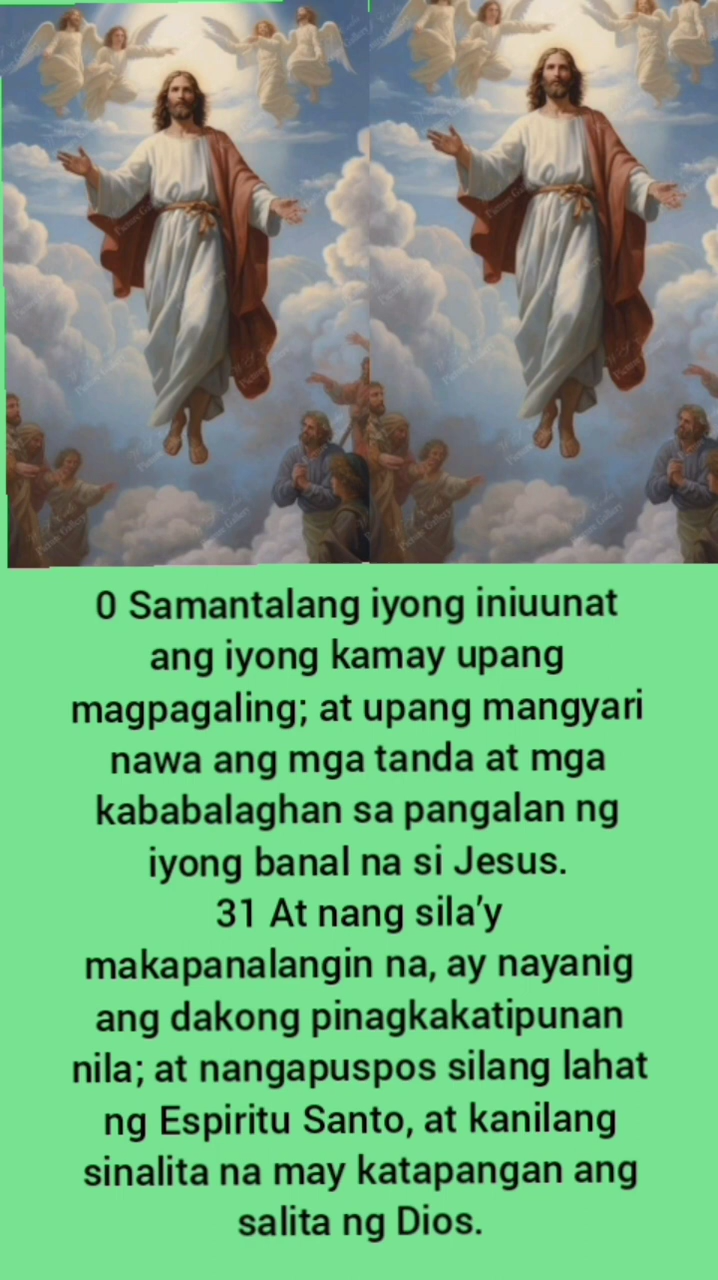 0 Samantalang iyong iniuunat
ang iyong kamay upang
magpagaling; at upang mangyari
nawa ang mga tanda at mga
kababalaghan sa pangalan ng
iyong banal na si Jesus.
31 At nang sila’y
makapanalangin na, ay nayanig
ang dakong pinagkakatipunan
nila; at nangapuspos silang lahat
ng Espiritu Santo, at kanilang
sinalita na may katapangan ang
salita ng Dios.